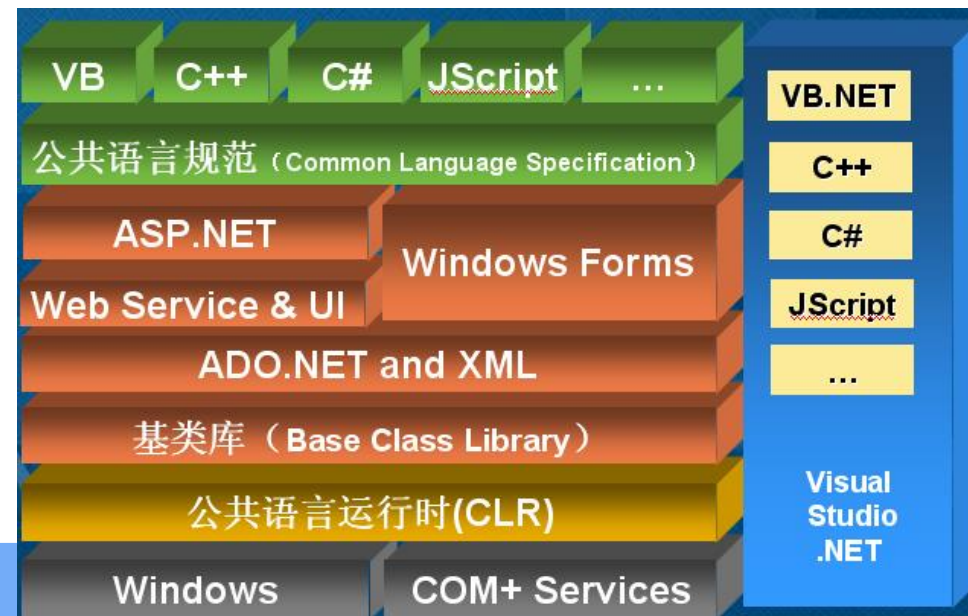 VB C++ C# JScript ...
公共语言规范（Common Language Specification）
ASP.NET
Windows Forms
Web Service & UI
ADO.NET and XML
基类库（Base Class Library）
公共语言运行时(CLR)
Windows COM+ Services
VB.NET
C++
C#
JScript
...
Visual
Studio
.NET